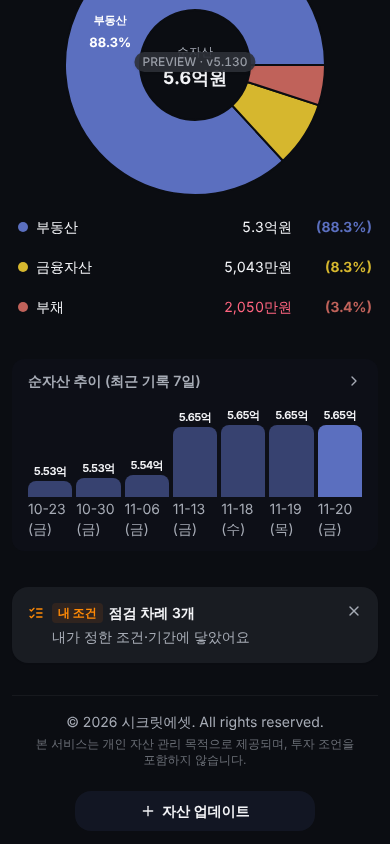 부동산
88.3%
순자산
PREVIEW · v5.130
5.6억원
부동산 5.3억원 (88.3%)
금융자산 5,043만원 (8.3%)
부채 2,050만원 (3.4%)
순자산 추이 (최근 기록 7일)
5.53억 5.53억 5.54억 5.65억 5.65억 5.65억 5.65억
10-23 10-30 11-06 11-13 11-18 11-19 11-20
(금) (금) (금) (금) (수) (목) (금)
내 조건 점검 차례 3개
내가 정한 조건·기간에 닿았어요
© 2026 시크릿에셋. All rights reserved.
본 서비스는 개인 자산 관리 목적으로 제공되며, 투자 조언을
포함하지 않습니다.
자산 업데이트